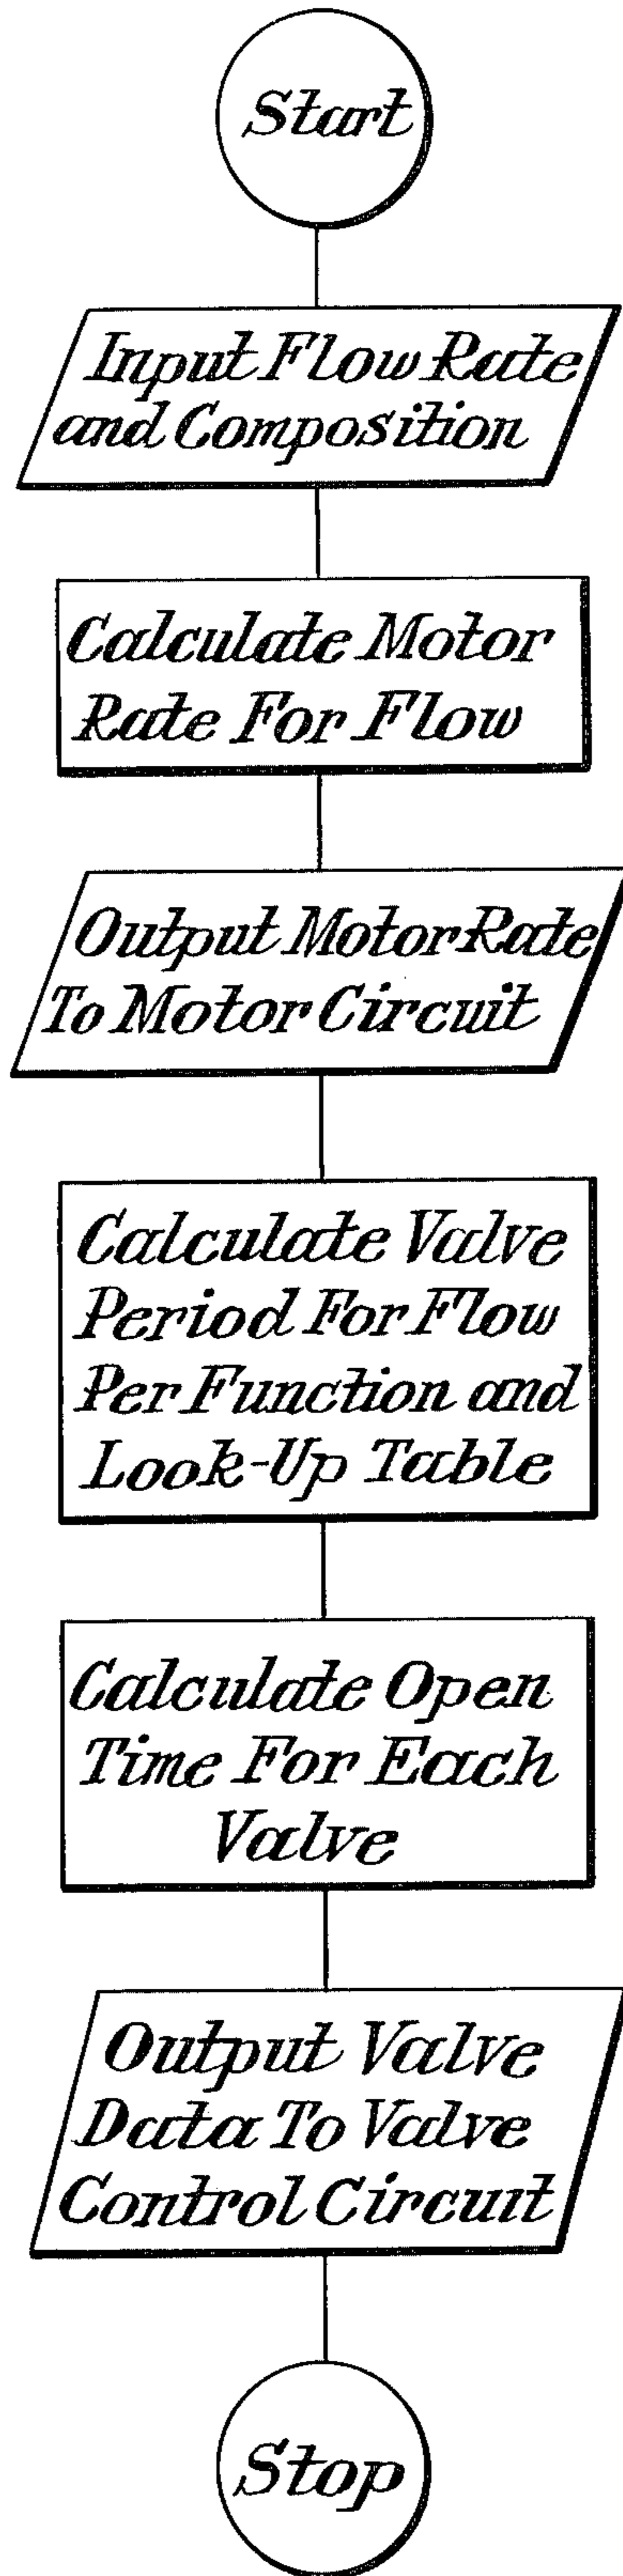 Start
Input Flow Rate
and Composition
Calculate Motor
Rate For Flow
Output Motor Rate
To Motor Circuit
Calculate Valve
Period For Flow
Per Function and
Look-Up Table
Calculate Open
Time For Each
Valve
Output Valve
Data To Valve
Control Circuit
Stop